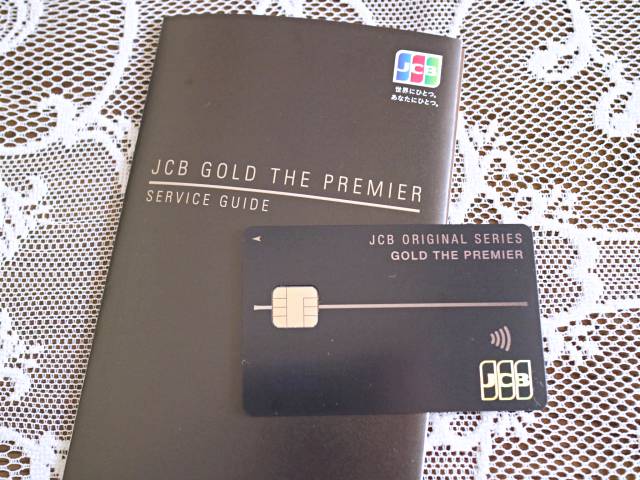 JCB
世界にひとつ。
あなたにひとつ。
JCB GOLD THE PREMIER
SERVICE GUIDE
JCB ORIGINAL SERIES
GOLD THE PREMIER
JCB